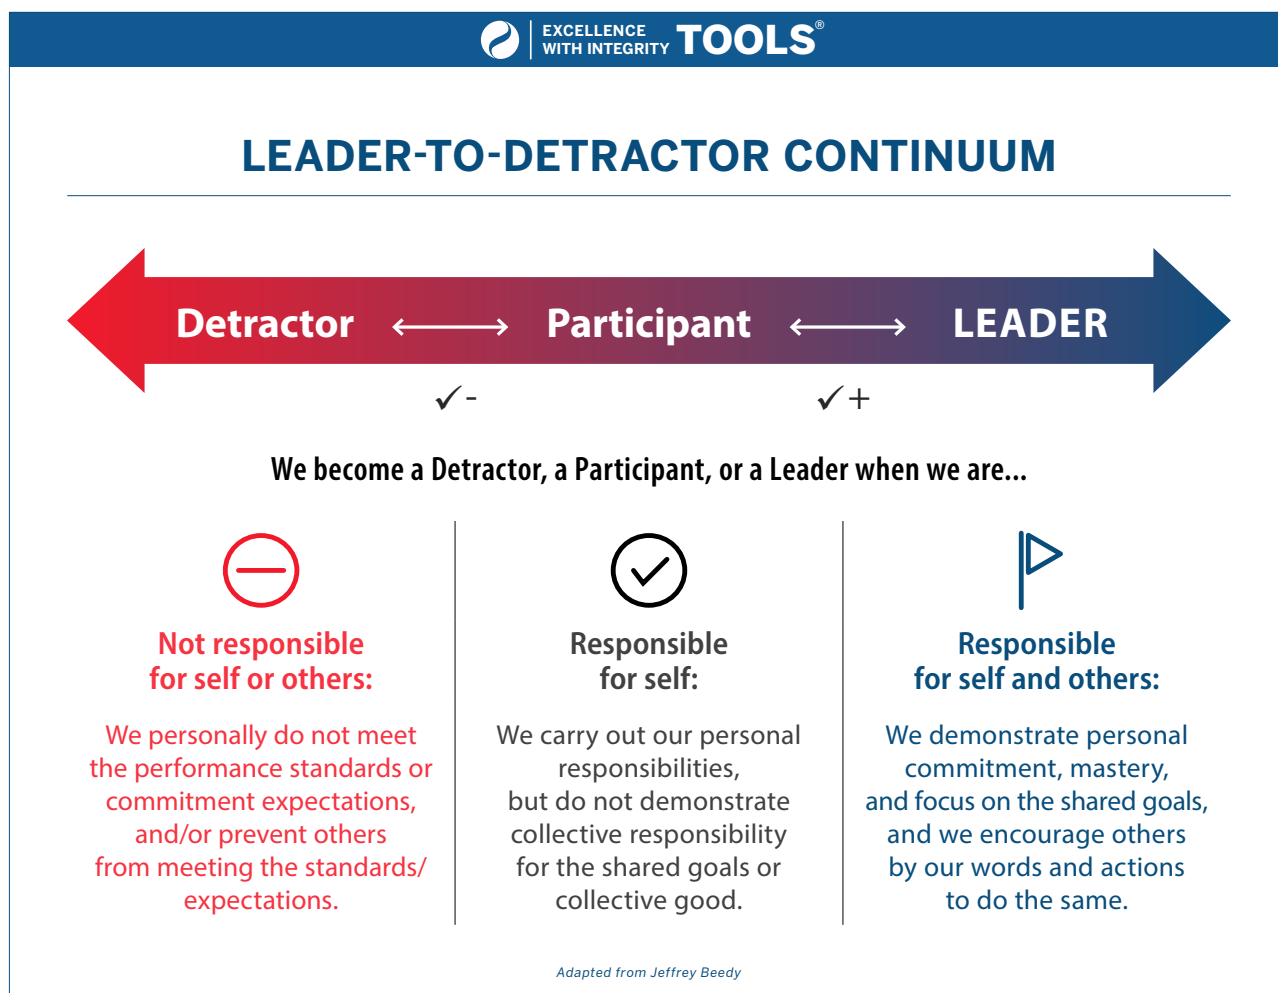 EXCELLENCE
WITH INTEGRITY TOOLS®
LEADER-TO-DETRACTOR CONTINUUM
Detractor Participant LEADER
✓- ✓+
We become a Detractor, a Participant, or a Leader when we are...
Not responsible
for self or others:
We personally do not meet
the performance standards or
commitment expectations,
and/or prevent others
from meeting the standards/
expectations.
Responsible
for self:
We carry out our personal
responsibilities,
but do not demonstrate
collective responsibility
for the shared goals or
collective good.
Responsible
for self and others:
We demonstrate personal
commitment, mastery,
and focus on the shared goals,
and we encourage others
by our words and actions
to do the same.
Adapted from Jeffrey Beedy